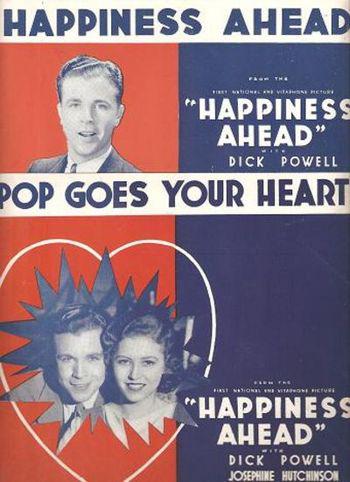 HAPPINESS AHEAD
FROM THE
FIRST NATIONAL AND VITAPHONE PICTURE
"HAPPINESS
AHEAD"
WITH
DICK POWELL
POP GOES YOUR HEART
FROM THE
FIRST NATIONAL AND VITAPHONE PICTURE
"HAPPINESS
AHEAD"
WITH
DICK POWELL
JOSEPHINE HUTCHINSON